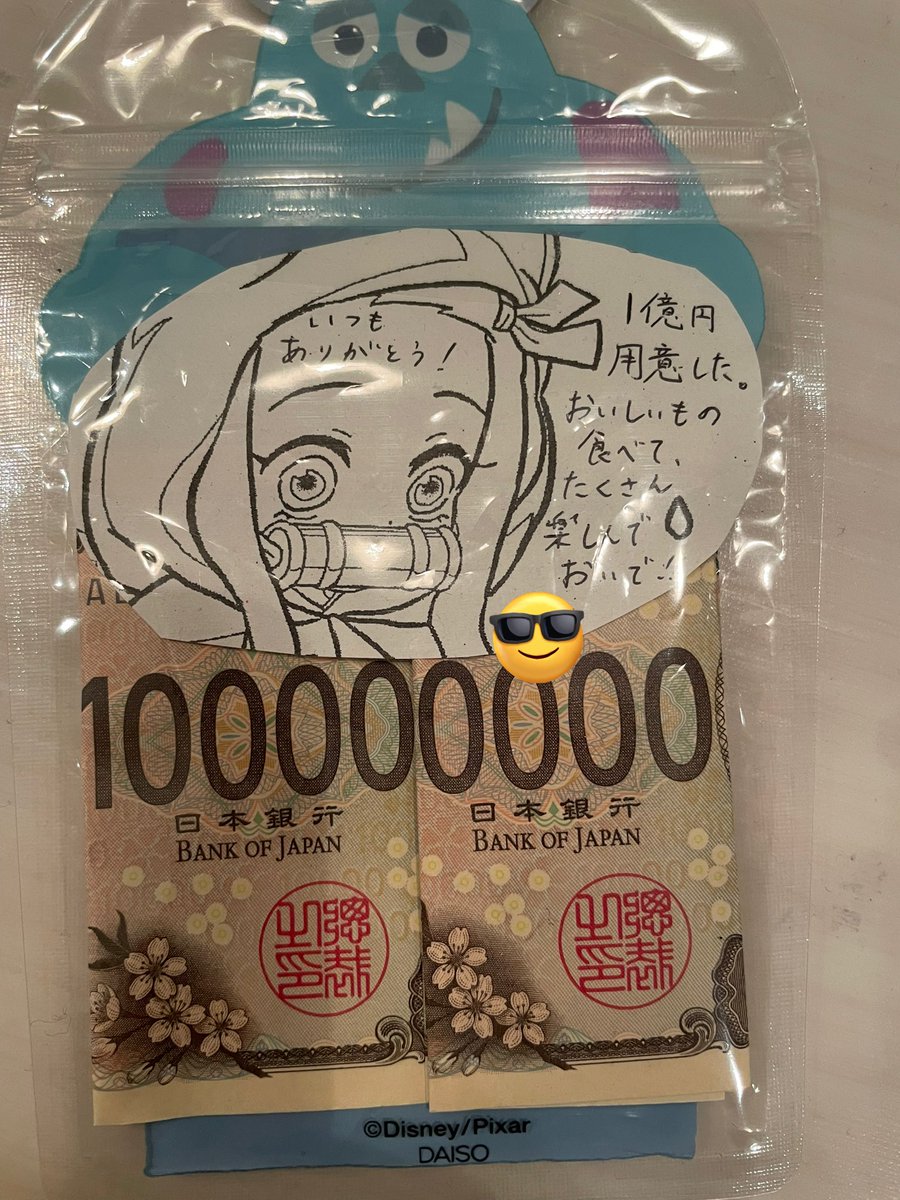 いつも
ありがとう!
1億円
用意した。
おいしいもの
食べて、
たくさん
楽しんで
おいで!!
10000
0000
日本銀行
BANK OF JAPAN
日本銀行
BANK OF JAPAN
©Disney/Pixar
DAISO